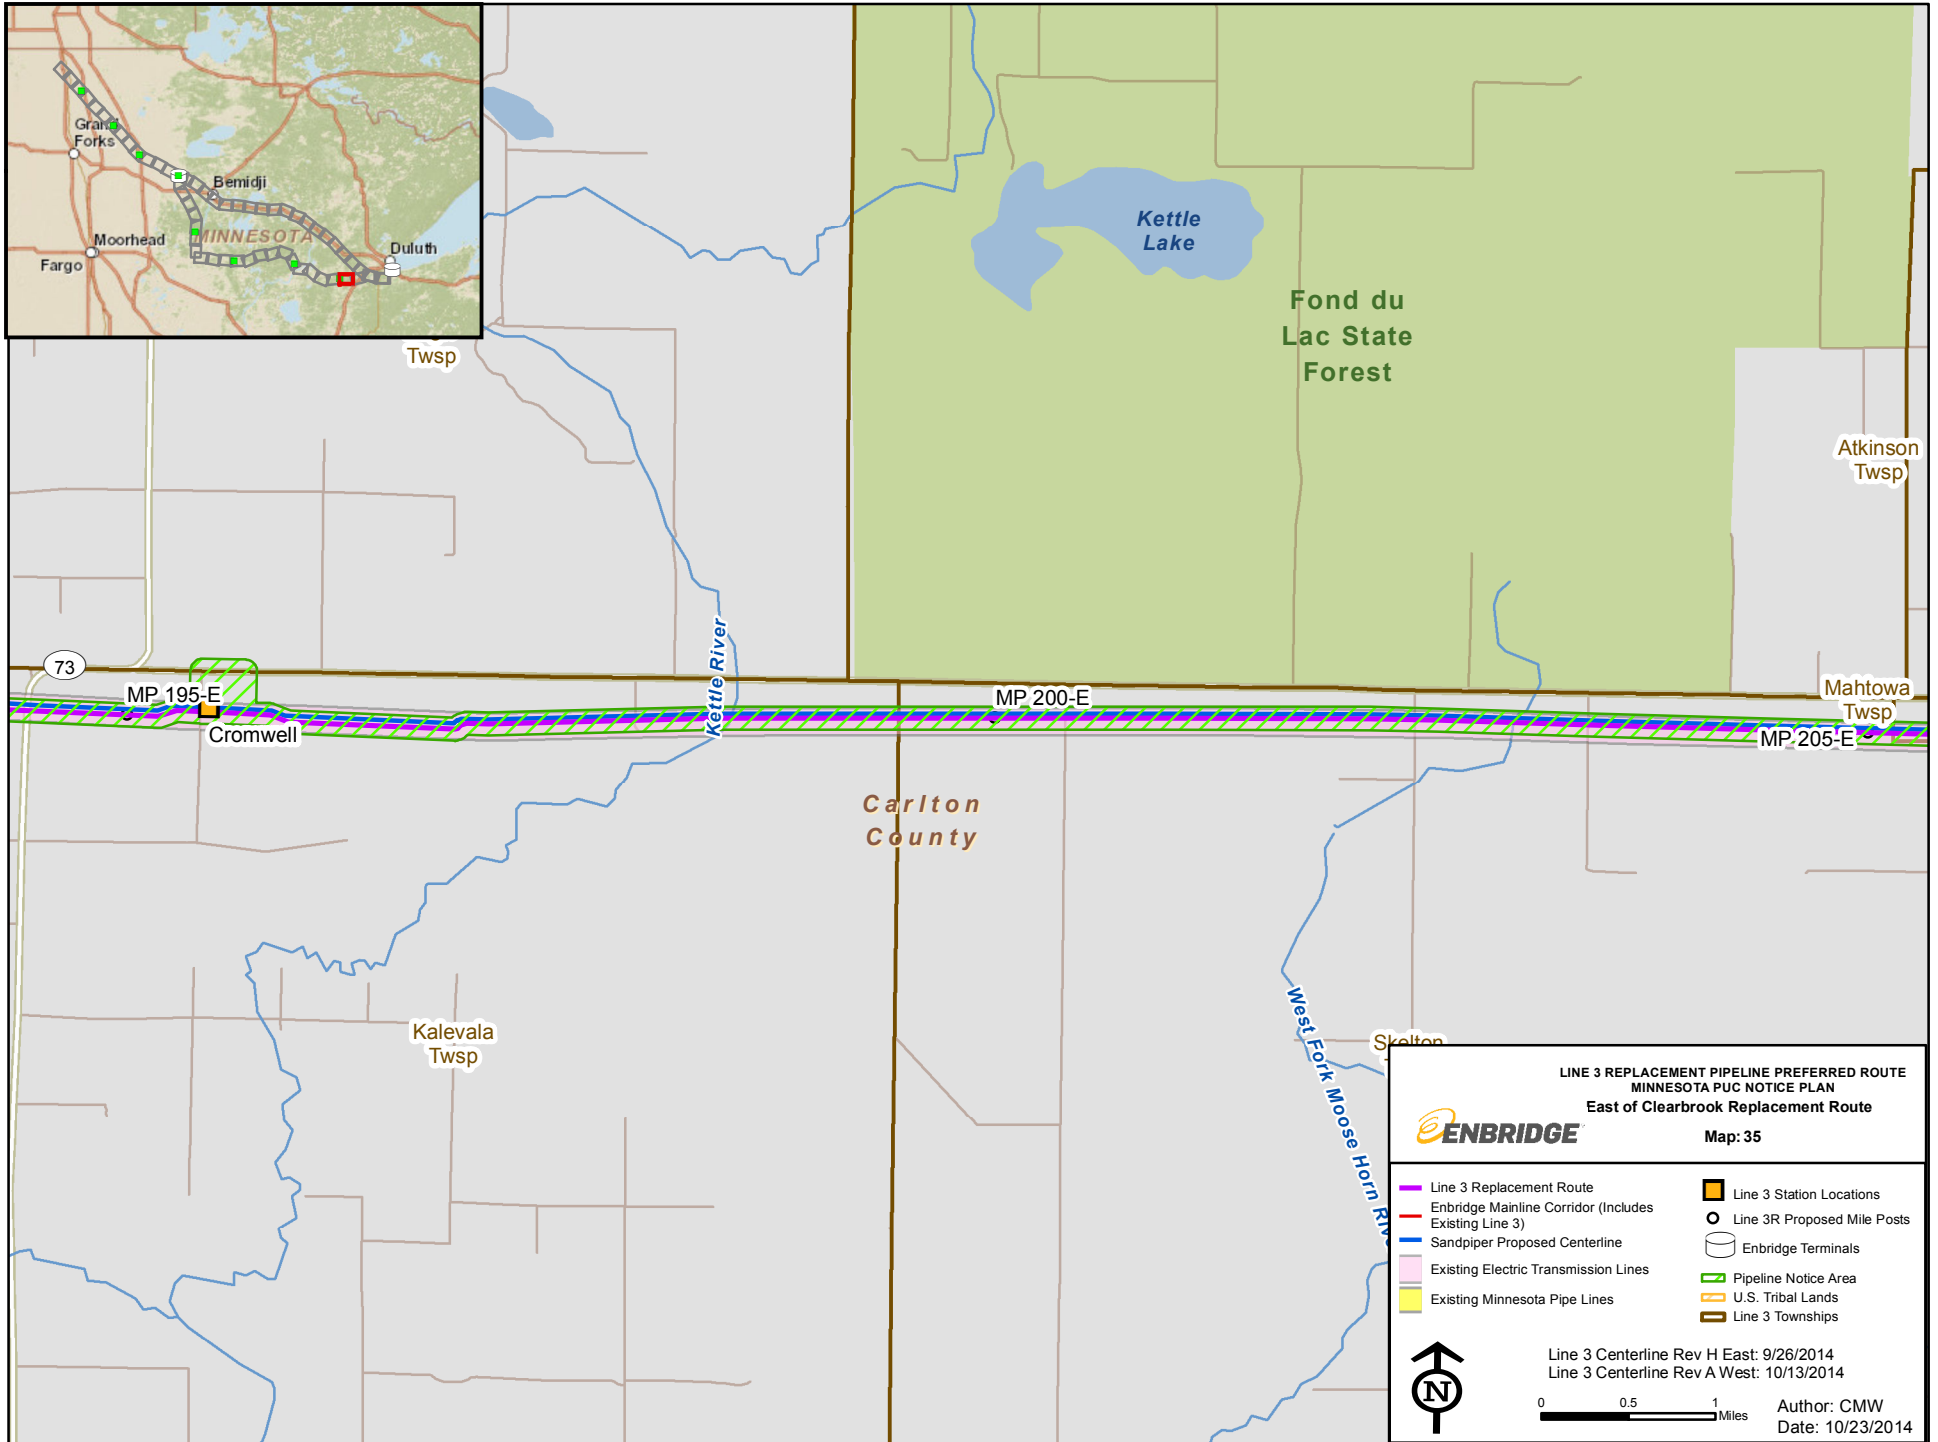 Grand
Forks
Bemidji
MINNESOTA
Moorhead
Fargo
Duluth
Twsp
Kettle
Lake
Fond du
Lac State
Forest
Atkinson
Twsp
73
MP 195-E
Cromwell
Kettle River
MP 200-E
Mahtowa
Twsp
MP 205-E
Carlton
County
Kalevala
Twsp
West Fork Moose Horn
Skelton
LINE 3 REPLACEMENT PIPELINE PREFERRED ROUTE
MINNESOTA PUC NOTICE PLAN
East of Clearbrook Replacement Route
ENBRIDGE
Map: 35
Line 3 Replacement Route
Enbridge Mainline Corridor (Includes
Existing Line 3)
Sandpiper Proposed Centerline
Existing Electric Transmission Lines
Existing Minnesota Pipe Lines
Line 3 Station Locations
Line 3R Proposed Mile Posts
Enbridge Terminals
Pipeline Notice Area
U.S. Tribal Lands
Line 3 Townships
N
Line 3 Centerline Rev H East: 9/26/2014
Line 3 Centerline Rev A West: 10/13/2014
0 0.5 1
Miles
Author: CMW
Date: 10/23/2014